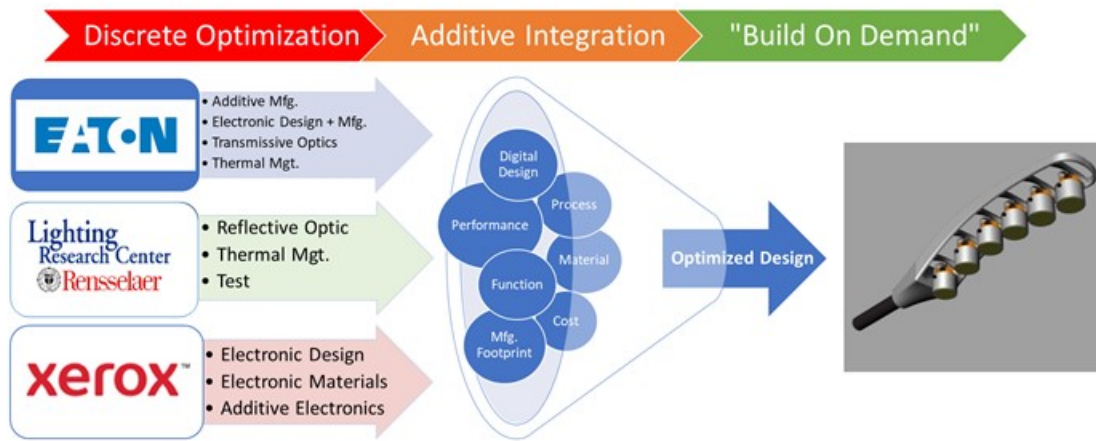 Discrete Optimization
Additive Integration
"Build On Demand"
EATON
• Additive Mfg.
• Electronic Design + Mfg.
• Transmissive Optics
• Thermal Mgt.
Lighting
Research Center
Rensselaer
• Reflective Optic
• Thermal Mgt.
• Test
xerox™
• Electronic Design
• Electronic Materials
• Additive Electronics
Digital
Design
Process
Performance
Material
Function
Cost
Mfg.
Footprint
Optimized Design